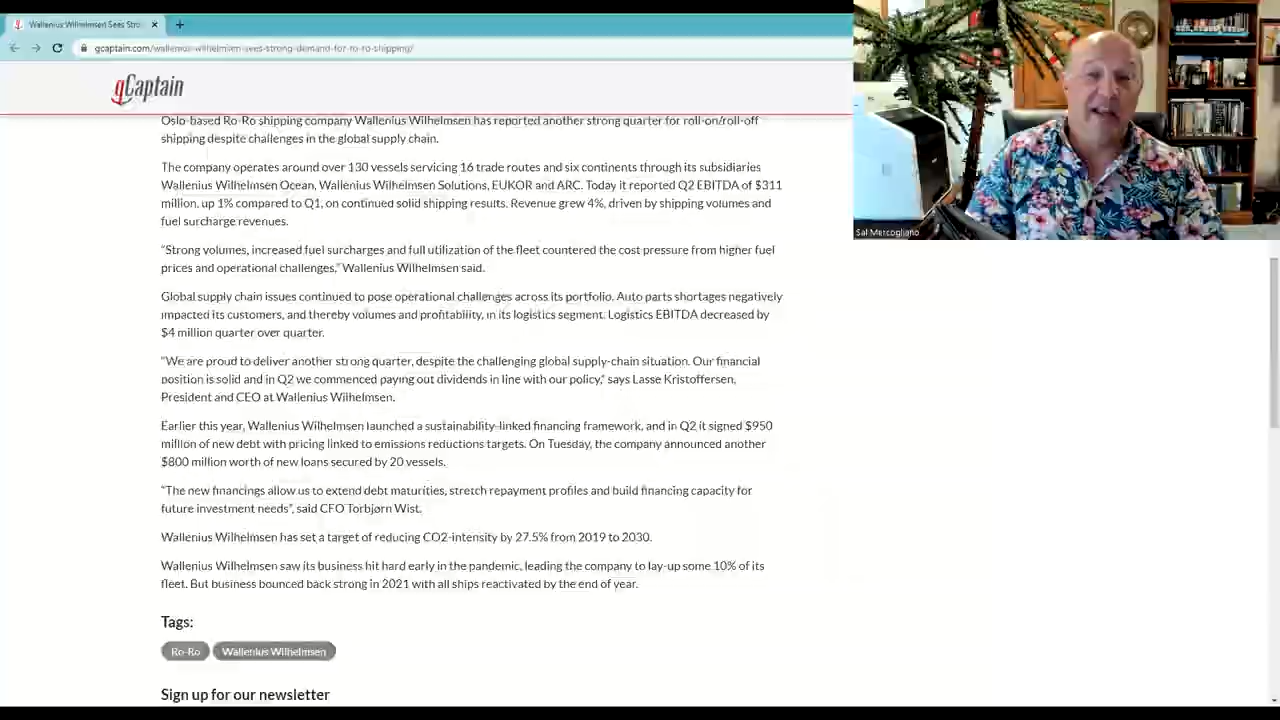 Wallenius Wilhelmsen Sees Stro
gcaptain.com/wallenius-wilhelmsen-sees-strong-demand-for-ro-ro-shipping/
gCaptain
Oslo-based Ro-Ro shipping company Wallenius Wilhelmsen has reported another strong quarter for roll-on/roll-off
shipping despite challenges in the global supply chain.
The company operates around over 130 vessels servicing 16 trade routes and six continents through its subsidiaries
Wallenius Wilhelmsen Ocean, Wallenius Wilhelmsen Solutions, EUKOR and ARC. Today it reported Q2 EBITDA of $311
million, up 1% compared to Q1, on continued solid shipping results. Revenue grew 4%, driven by shipping volumes and
fuel surcharge revenues.
“Strong volumes, increased fuel surcharges and full utilization of the fleet countered the cost pressure from higher fuel
prices and operational challenges,” Wallenius Wilhelmsen said.
Global supply chain issues continued to pose operational challenges across its portfolio. Auto parts shortages negatively
impacted its customers, and thereby volumes and profitability, in its logistics segment. Logistics EBITDA decreased by
$4 million quarter over quarter.
“We are proud to deliver another strong quarter, despite the challenging global supply-chain situation. Our financial
position is solid and in Q2 we commenced paying out dividends in line with our policy,” says Lasse Kristoffersen,
President and CEO at Wallenius Wilhelmsen.
Earlier this year, Wallenius Wilhelmsen launched a sustainability-linked financing framework, and in Q2 it signed $950
million of new debt with pricing linked to emissions reductions targets. On Tuesday, the company announced another
$800 million worth of new loans secured by 20 vessels.
“The new financings allow us to extend debt maturities, stretch repayment profiles and build financing capacity for
future investment needs”, said CFO Torbjørn Wist.
Wallenius Wilhelmsen has set a target of reducing CO2-intensity by 27.5% from 2019 to 2030.
Wallenius Wilhelmsen saw its business hit hard early in the pandemic, leading the company to lay-up some 10% of its
fleet. But business bounced back strong in 2021 with all ships reactivated by the end of year.
Tags:
Ro-Ro
Wallenius Wilhelmsen
Sign up for our newsletter
Sal Mercogliano